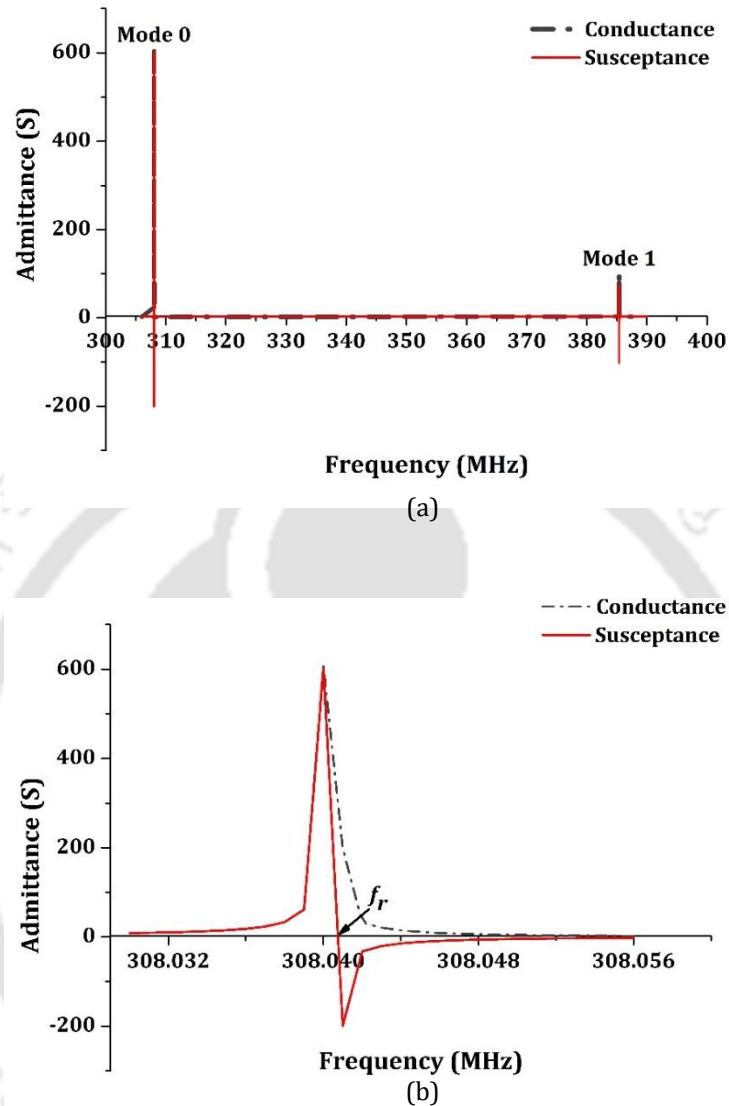 Mode 0
Conductance
Susceptance
Admittance (S)
600
400
200
0
-200
Mode 1
300 310 320 330 340 350 360 370 380 390 400
Frequency (MHz)
(a)
Conductance
Susceptance
Admittance (S)
600
400
200
0
-200
fr
308.032 308.040 308.048 308.056
Frequency (MHz)
(b)